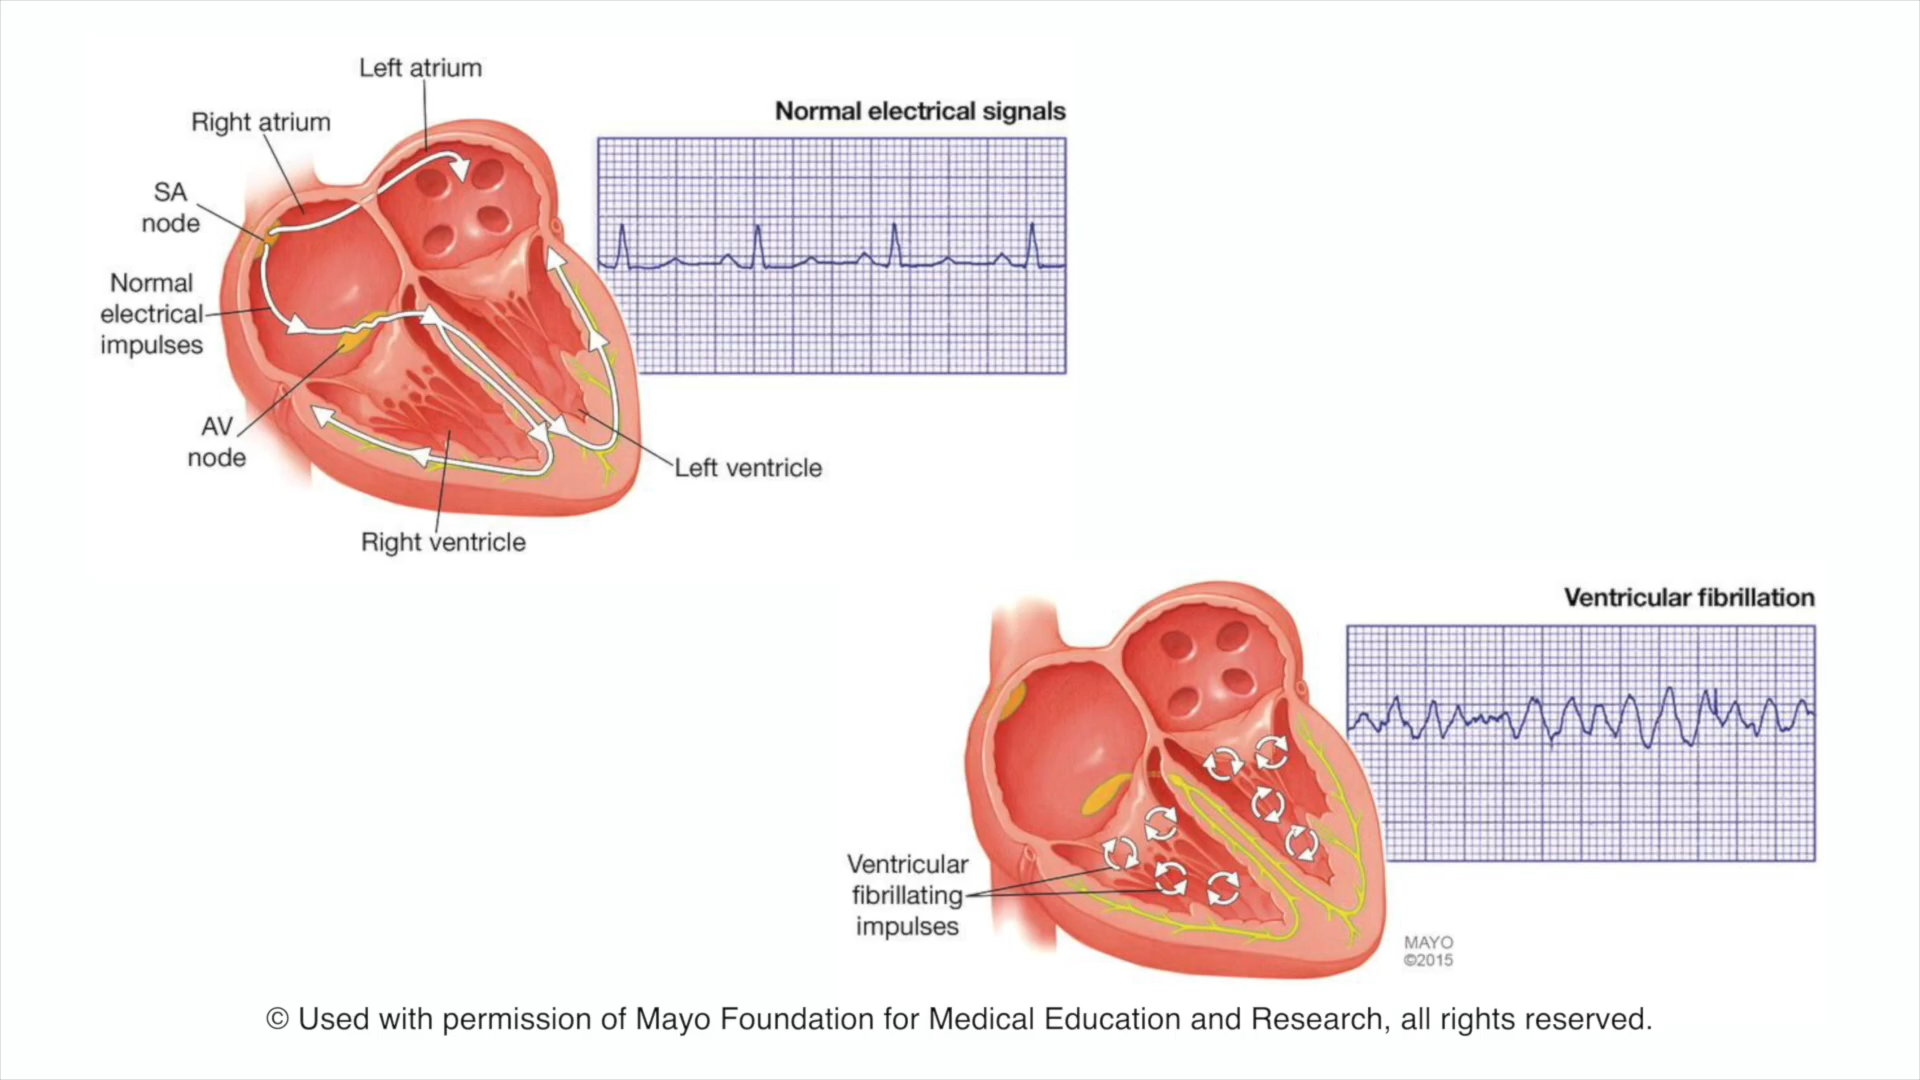 Left atrium
Right atrium
SA
node
Normal
electrical
impulses
AV
node
Right ventricle
Left ventricle
Normal electrical signals
Ventricular fibrillation
Ventricular
fibrillating
impulses
MAYO
©2015
© Used with permission of Mayo Foundation for Medical Education and Research, all rights reserved.